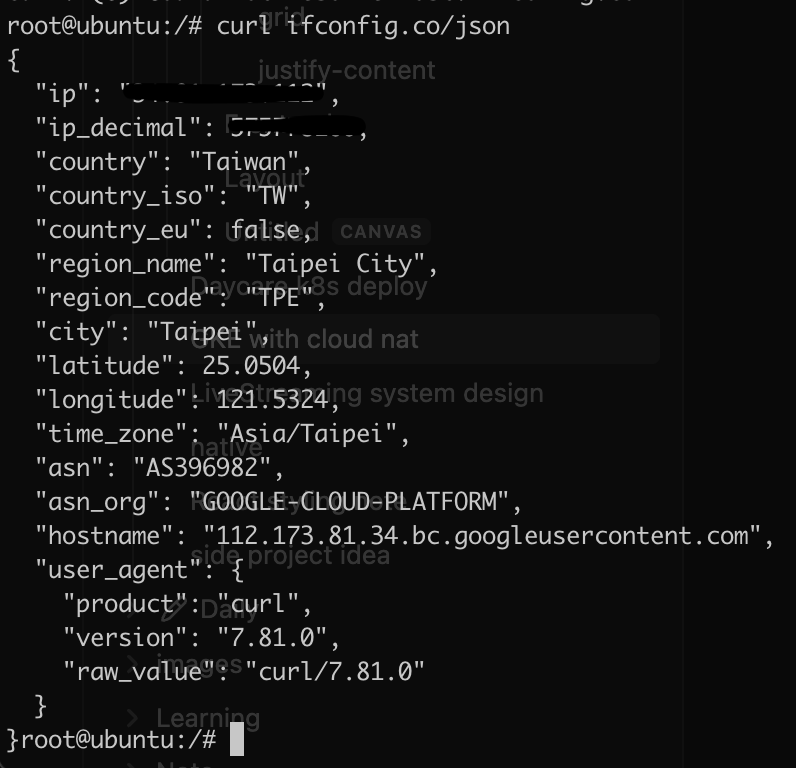 root@ubuntu:/# curl ifconfig.co/json
grid
{
justify-content
"ip": "
"ip_decimal":
"country": "Taiwan",
Layout
"country_iso": "TW",
"country_eu": false,
Untitled CANVAS
"region_name": "Taipei City",
Daycare k8s deploy
"region_code": "TPE",
"city": "Taipei",
GKE with cloud nat
"latitude": 25.0504,
LiveStreaming system design
"longitude": 121.5324,
"time_zone": "Asia/Taipei",
native
"asn": "AS396982",
"asn_org": "GOOGLE-CLOUD-PLATFORM",
"hostname": "112.173.81.34.bc.googleusercontent.com",
side project idea
"user_agent": {
"product": "curl",
Daily
"version": "7.81.0",
images
"raw_value": "curl/7.81.0"
}
Learning
}root@ubuntu:/#